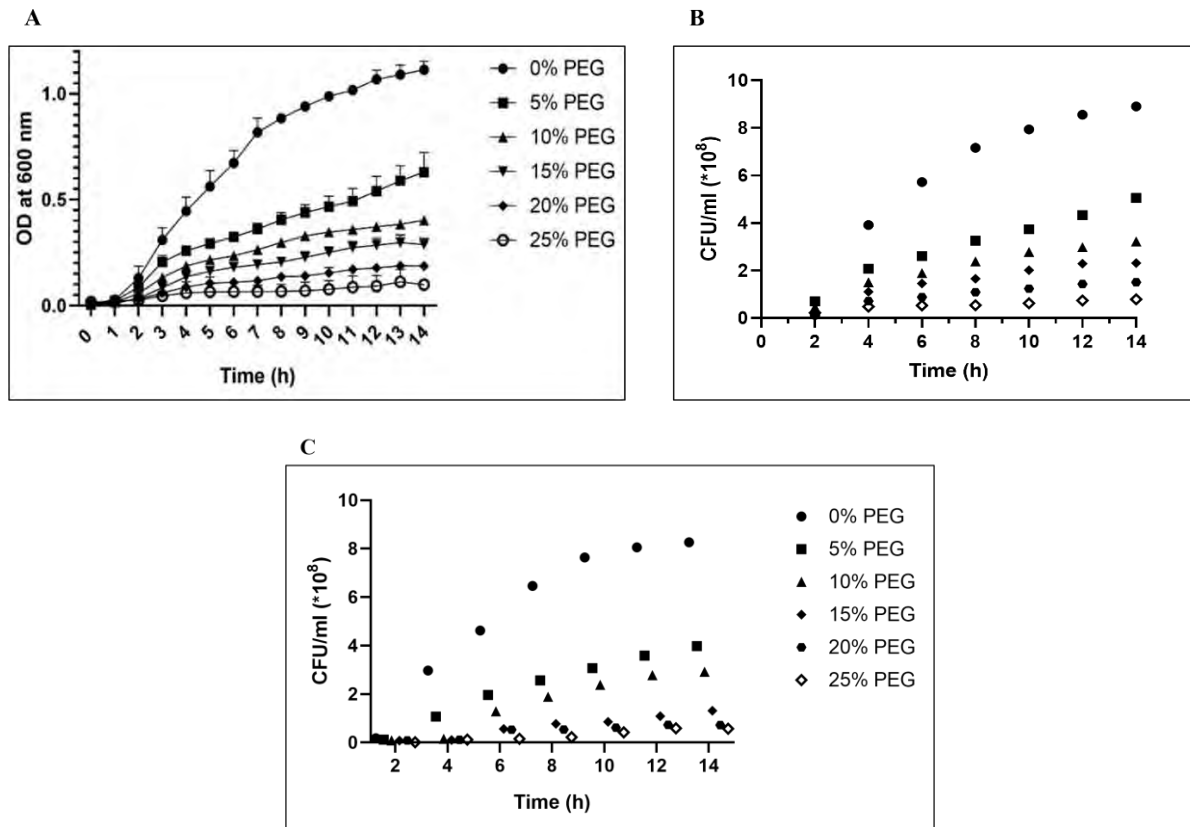 A
OD at 600 nm
1.0
0.5
0.0
0 1 2 3 4 5 6 7 8 9 10 11 12 13 14
Time (h)
0% PEG
5% PEG
10% PEG
15% PEG
20% PEG
25% PEG
B
CFU/ml (*10⁸)
10
8
6
4
2
0
0 2 4 6 8 10 12 14
Time (h)
C
CFU/ml (*10⁸)
10
8
6
4
2
0
2 4 6 8 10 12 14
Time (h)
0% PEG
5% PEG
10% PEG
15% PEG
20% PEG
25% PEG